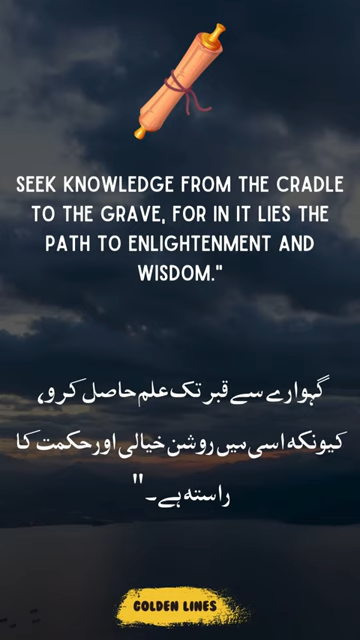 SEEK KNOWLEDGE FROM THE CRADLE
TO THE GRAVE, FOR IN IT LIES THE
PATH TO ENLIGHTENMENT AND
WISDOM."
گہوارے سے قبر تک علم حاصل کرو،
کیونکہ اسی میں روشن خیالی اور حکمت کا
راستہ ہے۔"
GOLDEN LINES